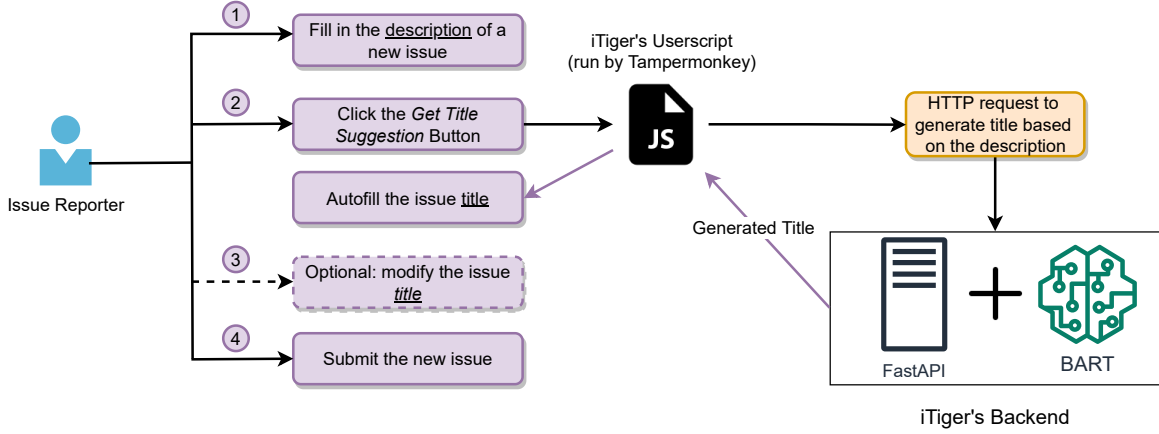 1
Fill in the description of a
new issue
2
Click the Get Title
Suggestion Button
Autofill the issue title
3
Optional: modify the issue
title
4
Submit the new issue
Issue Reporter
iTiger's Userscript
(run by Tampermonkey)
JS
HTTP request to
generate title based
on the description
Generated Title
FastAPI
BART
iTiger's Backend